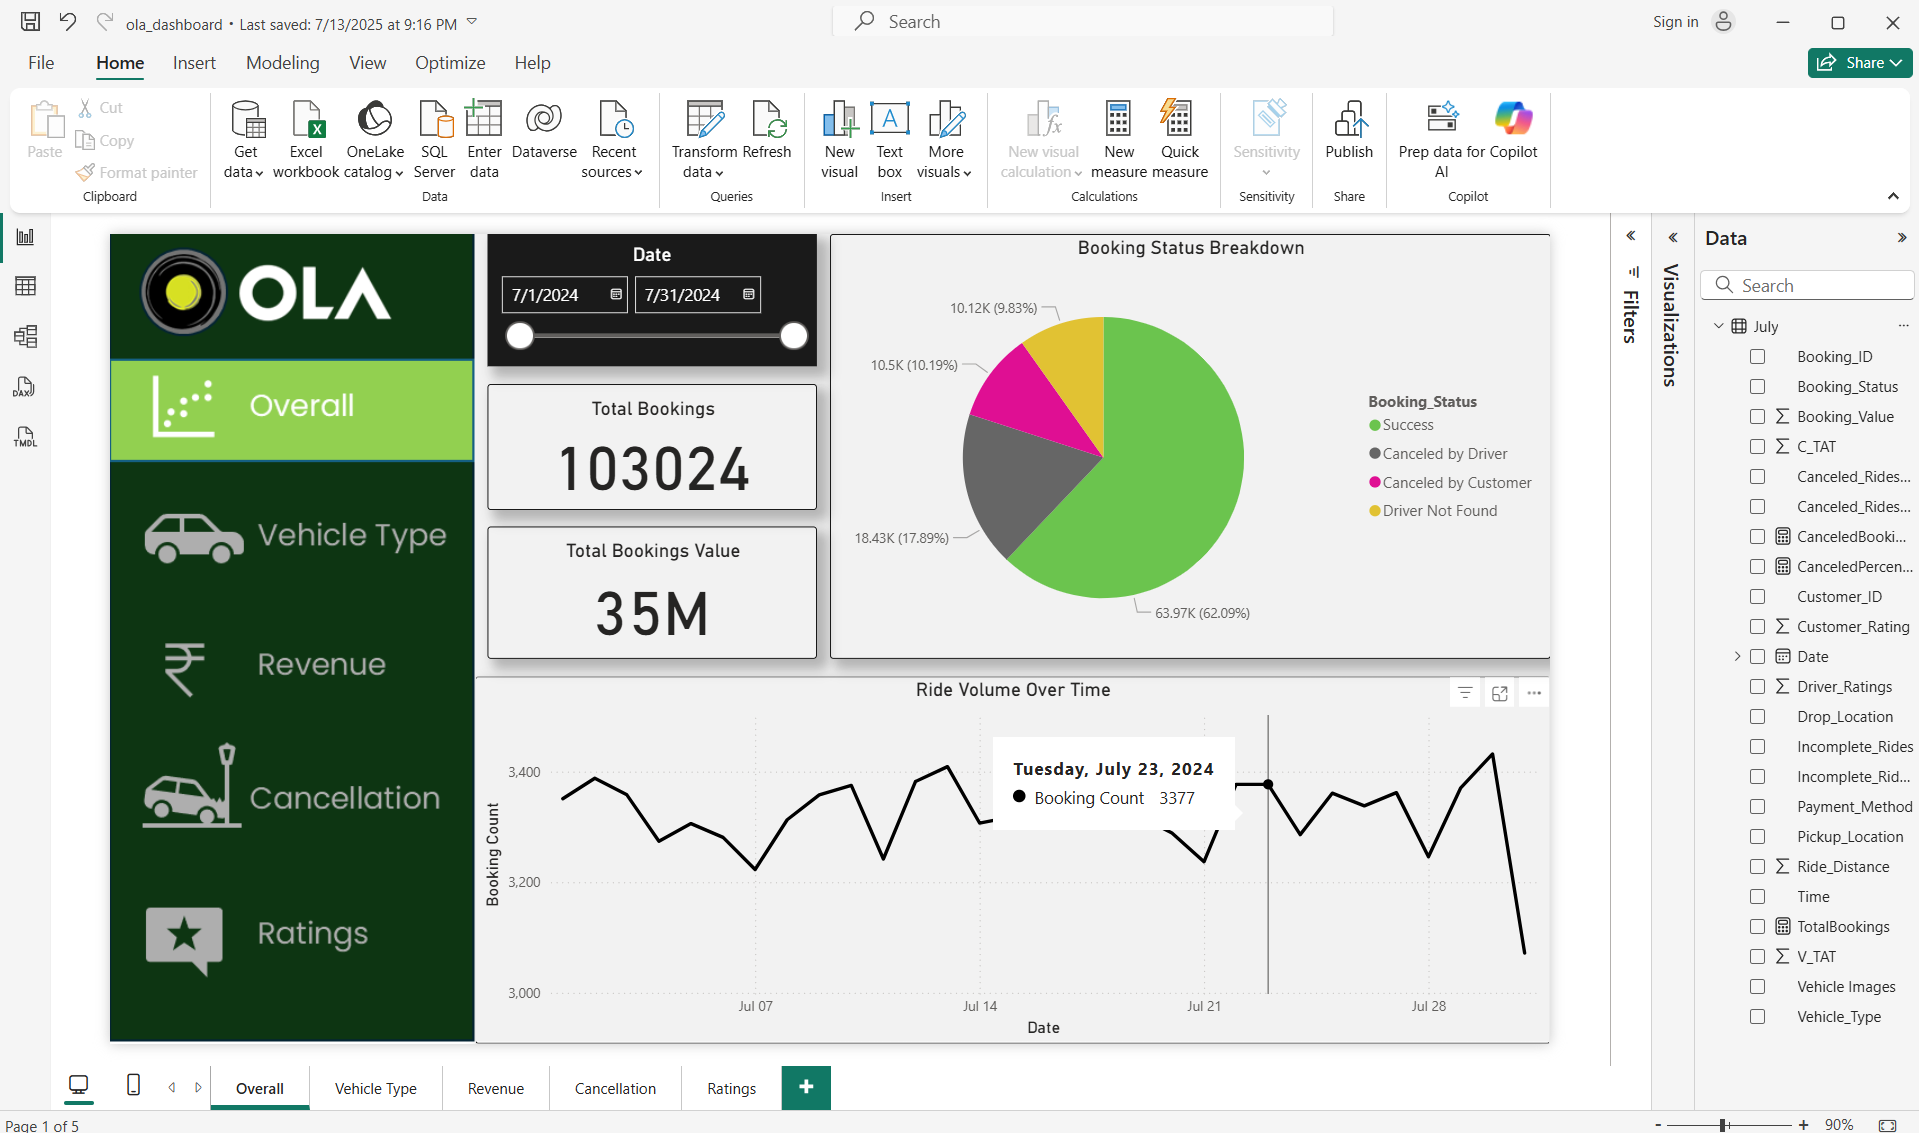 ola_dashboard • Last saved: 7/13/2025 at 9:16 PM
Search
Sign in
File
Home
Insert
Modeling
View
Optimize
Help
Share
Paste
Cut
Copy
Format painter
Clipboard
Get data
Excel workbook
OneLake catalog
SQL Server
Enter data
Dataverse
Recent sources
Data
Transform data
Refresh
Queries
New visual
Text box
More visuals
Insert
New visual calculation
New measure
Quick measure
Calculations
Sensitivity
Sensitivity
Publish
Share
Prep data for AI
Copilot
Copilot
OLA
Overall
Vehicle Type
Revenue
Cancellation
Ratings
Date
7/1/2024
7/31/2024
Total Bookings
103024
Total Bookings Value
35M
Booking Status Breakdown
10.12K (9.83%)
10.5K (10.19%)
18.43K (17.89%)
63.97K (62.09%)
Booking_Status
Success
Canceled by Driver
Canceled by Customer
Driver Not Found
Ride Volume Over Time
Booking Count
3,400
3,200
3,000
Tuesday, July 23, 2024
Booking Count 3377
Jul 07
Jul 14
Jul 21
Jul 28
Date
Filters
Visualizations
Data
Search
July
Booking_ID
Booking_Status
Booking_Value
C_TAT
Canceled_Rides...
Canceled_Rides...
CanceledBooki...
CanceledPercen...
Customer_ID
Customer_Rating
Date
Driver_Ratings
Drop_Location
Incomplete_Rides
Incomplete_Rid...
Payment_Method
Pickup_Location
Ride_Distance
Time
TotalBookings
V_TAT
Vehicle Images
Vehicle_Type
DAX
TMDL
Overall
Vehicle Type
Revenue
Cancellation
Ratings
Page 1 of 5
90%